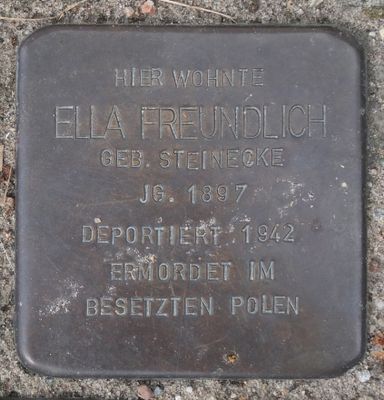 HIER WOHNTE
ELLA FREUNDLICH
GEB. STEINECKE
JG. 1897
DEPORTIERT 1942
ERMORDET IM
BESETZTEN POLEN